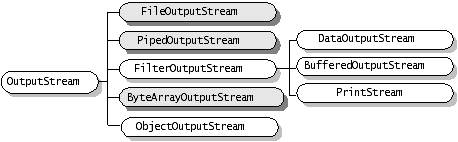 FileOutputStream
PipedOutputStream
DataOutputStream
OutputStream
FilterOutputStream
BufferedOutputStream
ByteArrayOutputStream
PrintStream
ObjectOutputStream